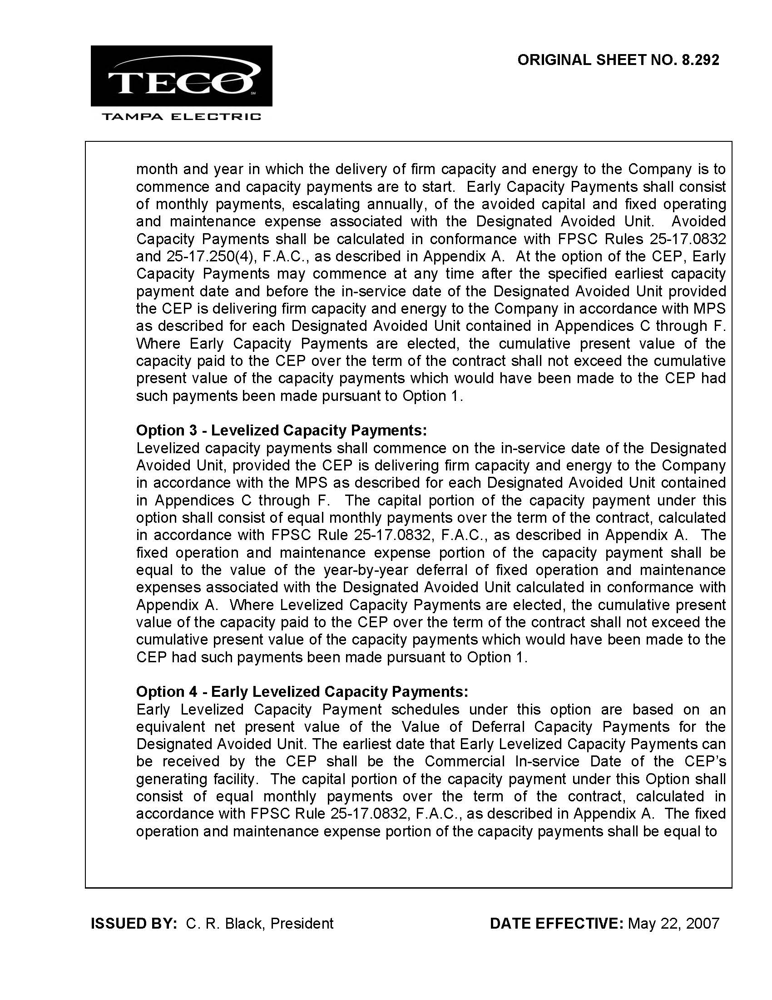 TECO
SM
TAMPA ELECTRIC
ORIGINAL SHEET NO. 8.292
month and year in which the delivery of firm capacity and energy to the Company is to
commence and capacity payments are to start. Early Capacity Payments shall consist
of monthly payments, escalating annually, of the avoided capital and fixed operating
and maintenance expense associated with the Designated Avoided Unit. Avoided
Capacity Payments shall be calculated in conformance with FPSC Rules 25-17.0832
and 25-17.250(4), F.A.C., as described in Appendix A. At the option of the CEP, Early
Capacity Payments may commence at any time after the specified earliest capacity
payment date and before the in-service date of the Designated Avoided Unit provided
the CEP is delivering firm capacity and energy to the Company in accordance with MPS
as described for each Designated Avoided Unit contained in Appendices C through F.
Where Early Capacity Payments are elected, the cumulative present value of the
capacity paid to the CEP over the term of the contract shall not exceed the cumulative
present value of the capacity payments which would have been made to the CEP had
such payments been made pursuant to Option 1.
Option 3 - Levelized Capacity Payments:
Levelized capacity payments shall commence on the in-service date of the Designated
Avoided Unit, provided the CEP is delivering firm capacity and energy to the Company
in accordance with the MPS as described for each Designated Avoided Unit contained
in Appendices C through F. The capital portion of the capacity payment under this
option shall consist of equal monthly payments over the term of the contract, calculated
in accordance with FPSC Rule 25-17.0832, F.A.C., as described in Appendix A. The
fixed operation and maintenance expense portion of the capacity payment shall be
equal to the value of the year-by-year deferral of fixed operation and maintenance
expenses associated with the Designated Avoided Unit calculated in conformance with
Appendix A. Where Levelized Capacity Payments are elected, the cumulative present
value of the capacity paid to the CEP over the term of the contract shall not exceed the
cumulative present value of the capacity payments which would have been made to the
CEP had such payments been made pursuant to Option 1.
Option 4 - Early Levelized Capacity Payments:
Early Levelized Capacity Payment schedules under this option are based on an
equivalent net present value of the Value of Deferral Capacity Payments for the
Designated Avoided Unit. The earliest date that Early Levelized Capacity Payments can
be received by the CEP shall be the Commercial In-service Date of the CEP’s
generating facility. The capital portion of the capacity payment under this Option shall
consist of equal monthly payments over the term of the contract, calculated in
accordance with FPSC Rule 25-17.0832, F.A.C., as described in Appendix A. The fixed
operation and maintenance expense portion of the capacity payments shall be equal to
ISSUED BY: C. R. Black, President
DATE EFFECTIVE: May 22, 2007